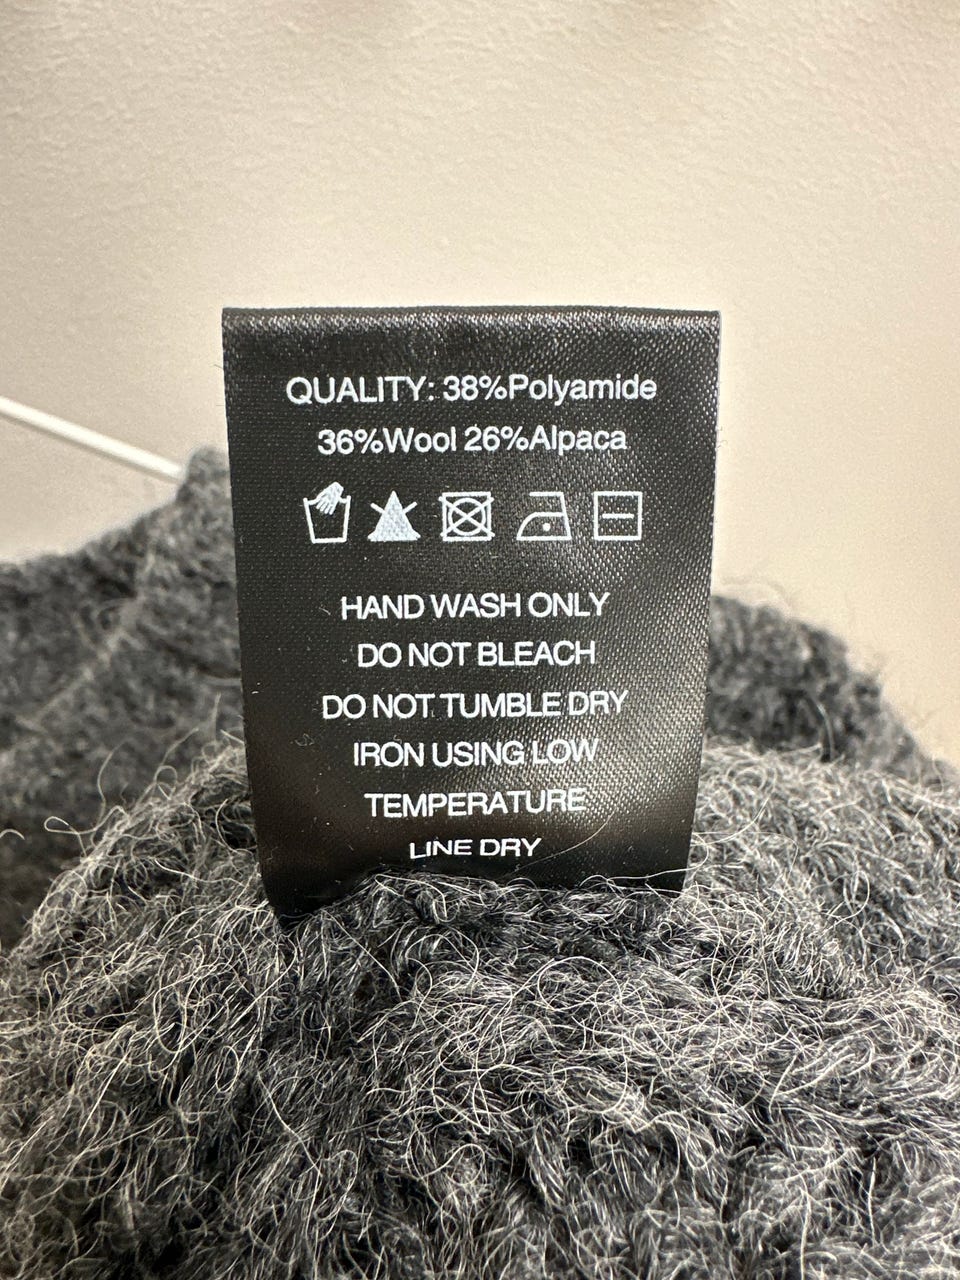 QUALITY: 38%Polyamide
36%Wool 26%Alpaca
HAND WASH ONLY
DO NOT BLEACH
DO NOT TUMBLE DRY
IRON USING LOW
TEMPERATURE
LINE DRY